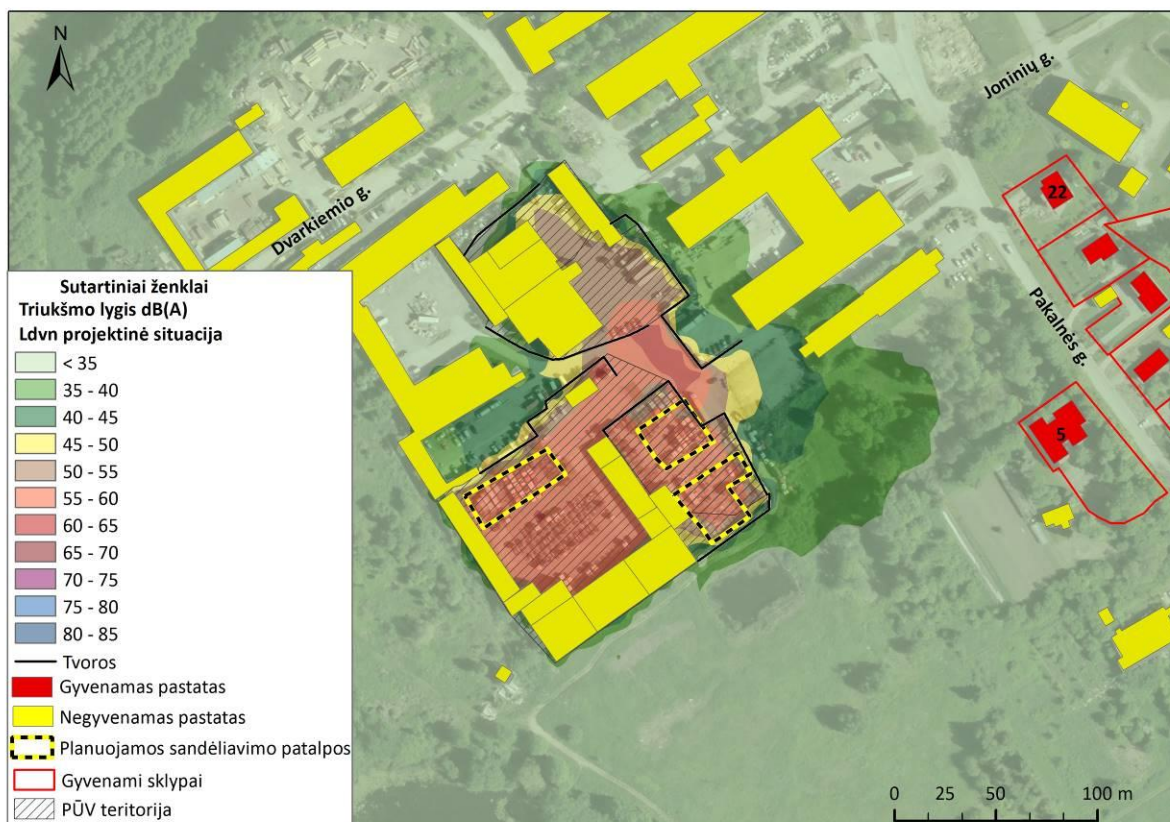 N
Joninių g.
22
Dvarkiemio g.
Pakalnės g.
5
Sutartiniai ženklai
Triukšmo lygis dB(A)
Ldvn projektinė situacija
< 35
35 - 40
40 - 45
45 - 50
50 - 55
55 - 60
60 - 65
65 - 70
70 - 75
75 - 80
80 - 85
Tvoros
Gyvenamas pastatas
Negyvenamas pastatas
Planuojamos sandėliavimo patalpos
Gyvenami sklypai
PŪV teritorija
0 25 50 100 m